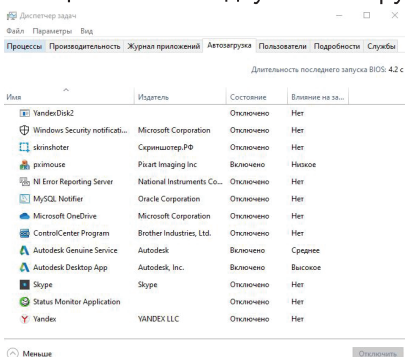 Диспетчер задач
Файл Параметры Вид
Процессы Производительность Журнал приложений Автозагрузка Пользователи Подробности Службы
Длительность последнего запуска BIOS: 4.2 с
Имя Издатель Состояние Влияние на за...
YandexDisk2 Отключено Нет
Windows Security notificati... Microsoft Corporation Отключено Нет
skrinshoter Скриншотер.РФ Отключено Нет
pximouse Pixart Imaging Inc Включено Низкое
NI Error Reporting Server National Instruments Co... Отключено Нет
MySQL Notifier Oracle Corporation Отключено Нет
Microsoft OneDrive Microsoft Corporation Отключено Нет
ControlCenter Program Brother Industries, Ltd. Отключено Нет
Autodesk Genuine Service Autodesk Включено Среднее
Autodesk Desktop App Autodesk, Inc. Включено Высокое
Skype Skype Отключено Нет
Status Monitor Application Отключено Нет
Yandex YANDEX LLC Отключено Нет
Меньше Отключить